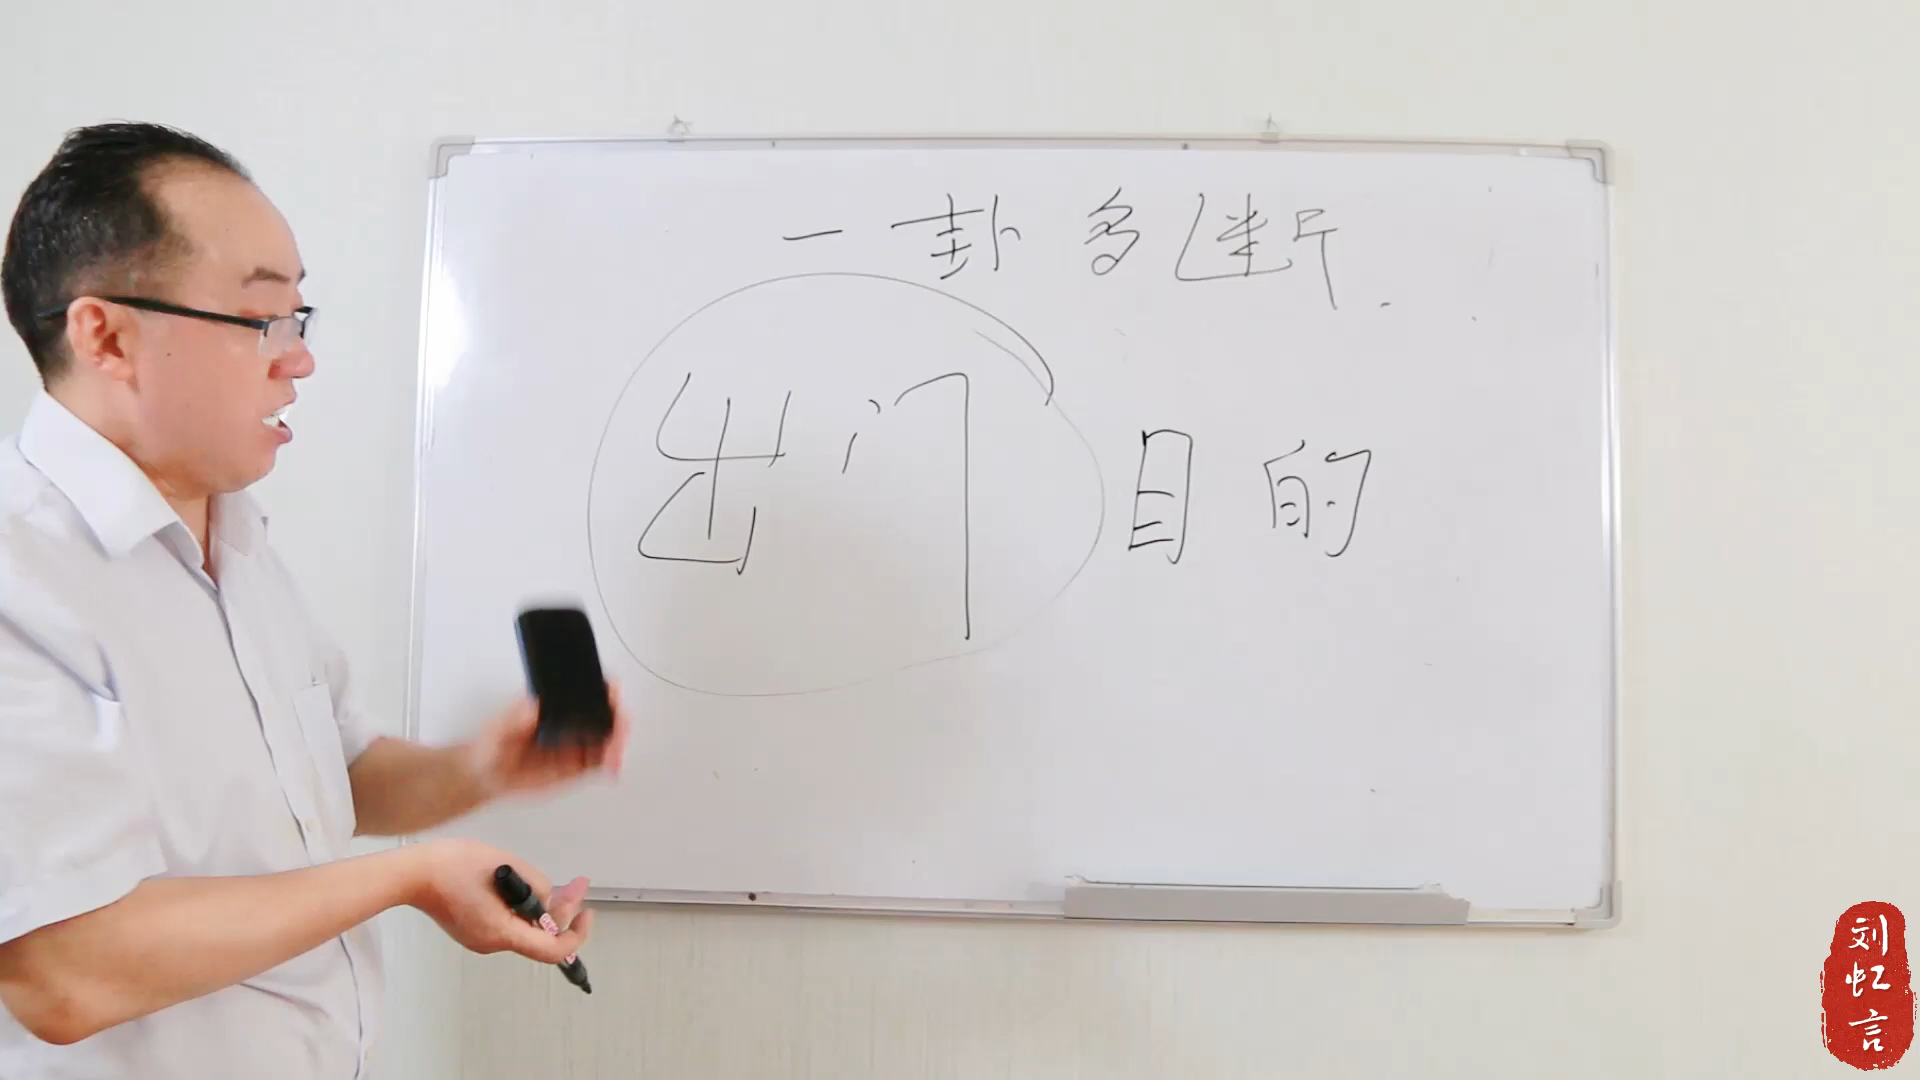 一卦多断.
出门 目的
刘
虹
言